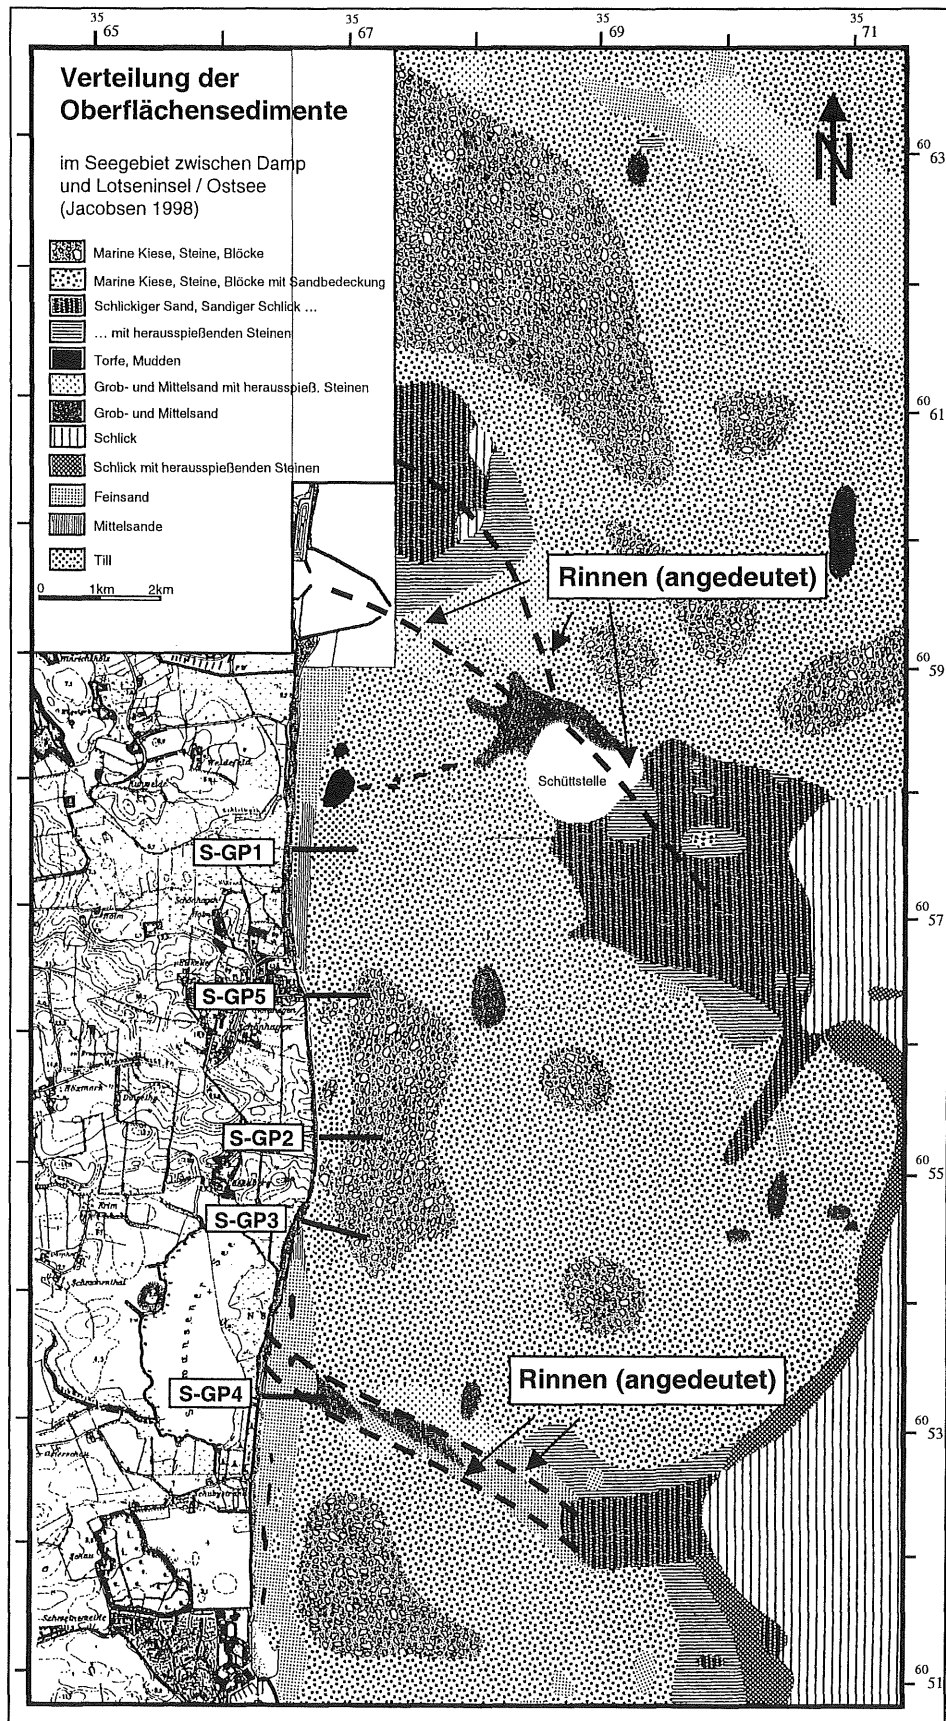 35
65
35
67
35
69
35
71
Verteilung der
Oberflächensedimente
im Seegebiet zwischen Damp
und Lotseninsel / Ostsee
(Jacobsen 1998)
Marine Kiese, Steine, Blöcke
Marine Kiese, Steine, Blöcke mit Sandbedeckung
Schlickiger Sand, Sandiger Schlick ...
... mit herausspießenden Steinen
Torfe, Mudden
Grob- und Mittelsand mit herausspieß. Steinen
Grob- und Mittelsand
Schlick
Schlick mit herausspießenden Steinen
Feinsand
Mittelsande
Till
0 1km 2km
N
60
63
60
61
Rinnen (angedeutet)
60
59
Schüttstelle
S-GP1
60
57
S-GP5
S-GP2
60
55
S-GP3
Rinnen (angedeutet)
S-GP4
60
53
60
51